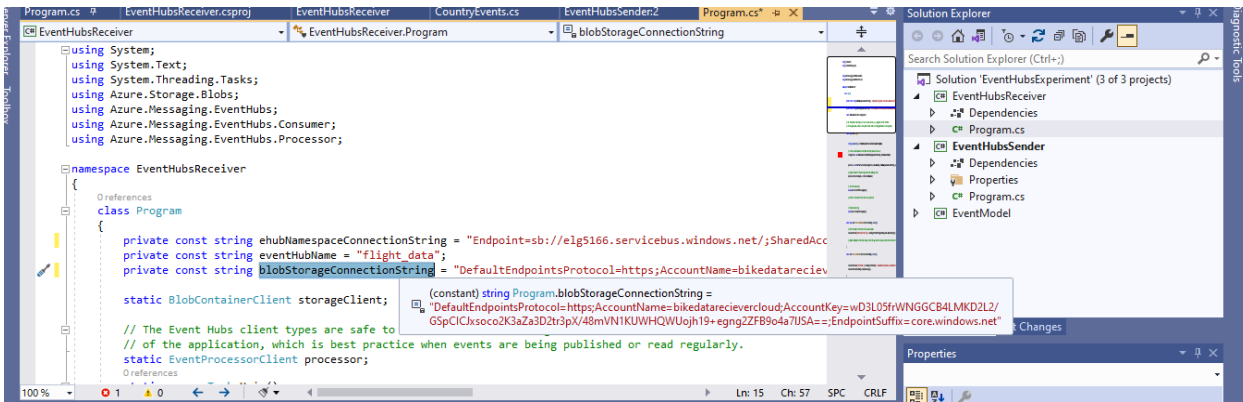 Program.cs EventHubsReceiver.csproj EventHubsReceiver CountryEvents.cs EventHubsSender:2 Program.cs*
EventHubsReceiver EventHubsReceiver.Program blobStorageConnectionString
using System;
using System.Text;
using System.Threading.Tasks;
using Azure.Storage.Blobs;
using Azure.Messaging.EventHubs;
using Azure.Messaging.EventHubs.Consumer;
using Azure.Messaging.EventHubs.Processor;
namespace EventHubsReceiver
{
0 references
class Program
{
private const string ehubNamespaceConnectionString = "Endpoint=sb://elg5166.servicebus.windows.net/;SharedAcc
private const string eventHubName = "flight_data";
private const string blobStorageConnectionString = "DefaultEndpointsProtocol=https;AccountName=bikedatareciev
(constant) string Program.blobStorageConnectionString =
"DefaultEndpointsProtocol=https;AccountName=bikedatarecievercloud;AccountKey=
;EndpointSuffix=core.windows.net"
static BlobContainerClient storageClient;
// The Event Hubs client types are safe to
// of the application, which is best practice when events are being published or read regularly.
static EventProcessorClient processor;
0 references
100 % 1 0 Ln: 15 Ch: 57 SPC CRLF
Toolbox
Solution Explorer
Search Solution Explorer (Ctrl+;)
Solution 'EventHubsExperiment' (3 of 3 projects)
EventHubsReceiver
Dependencies
C# Program.cs
EventHubsSender
Dependencies
Properties
C# Program.cs
EventModel
Changes
Properties
Diagnostic Tools